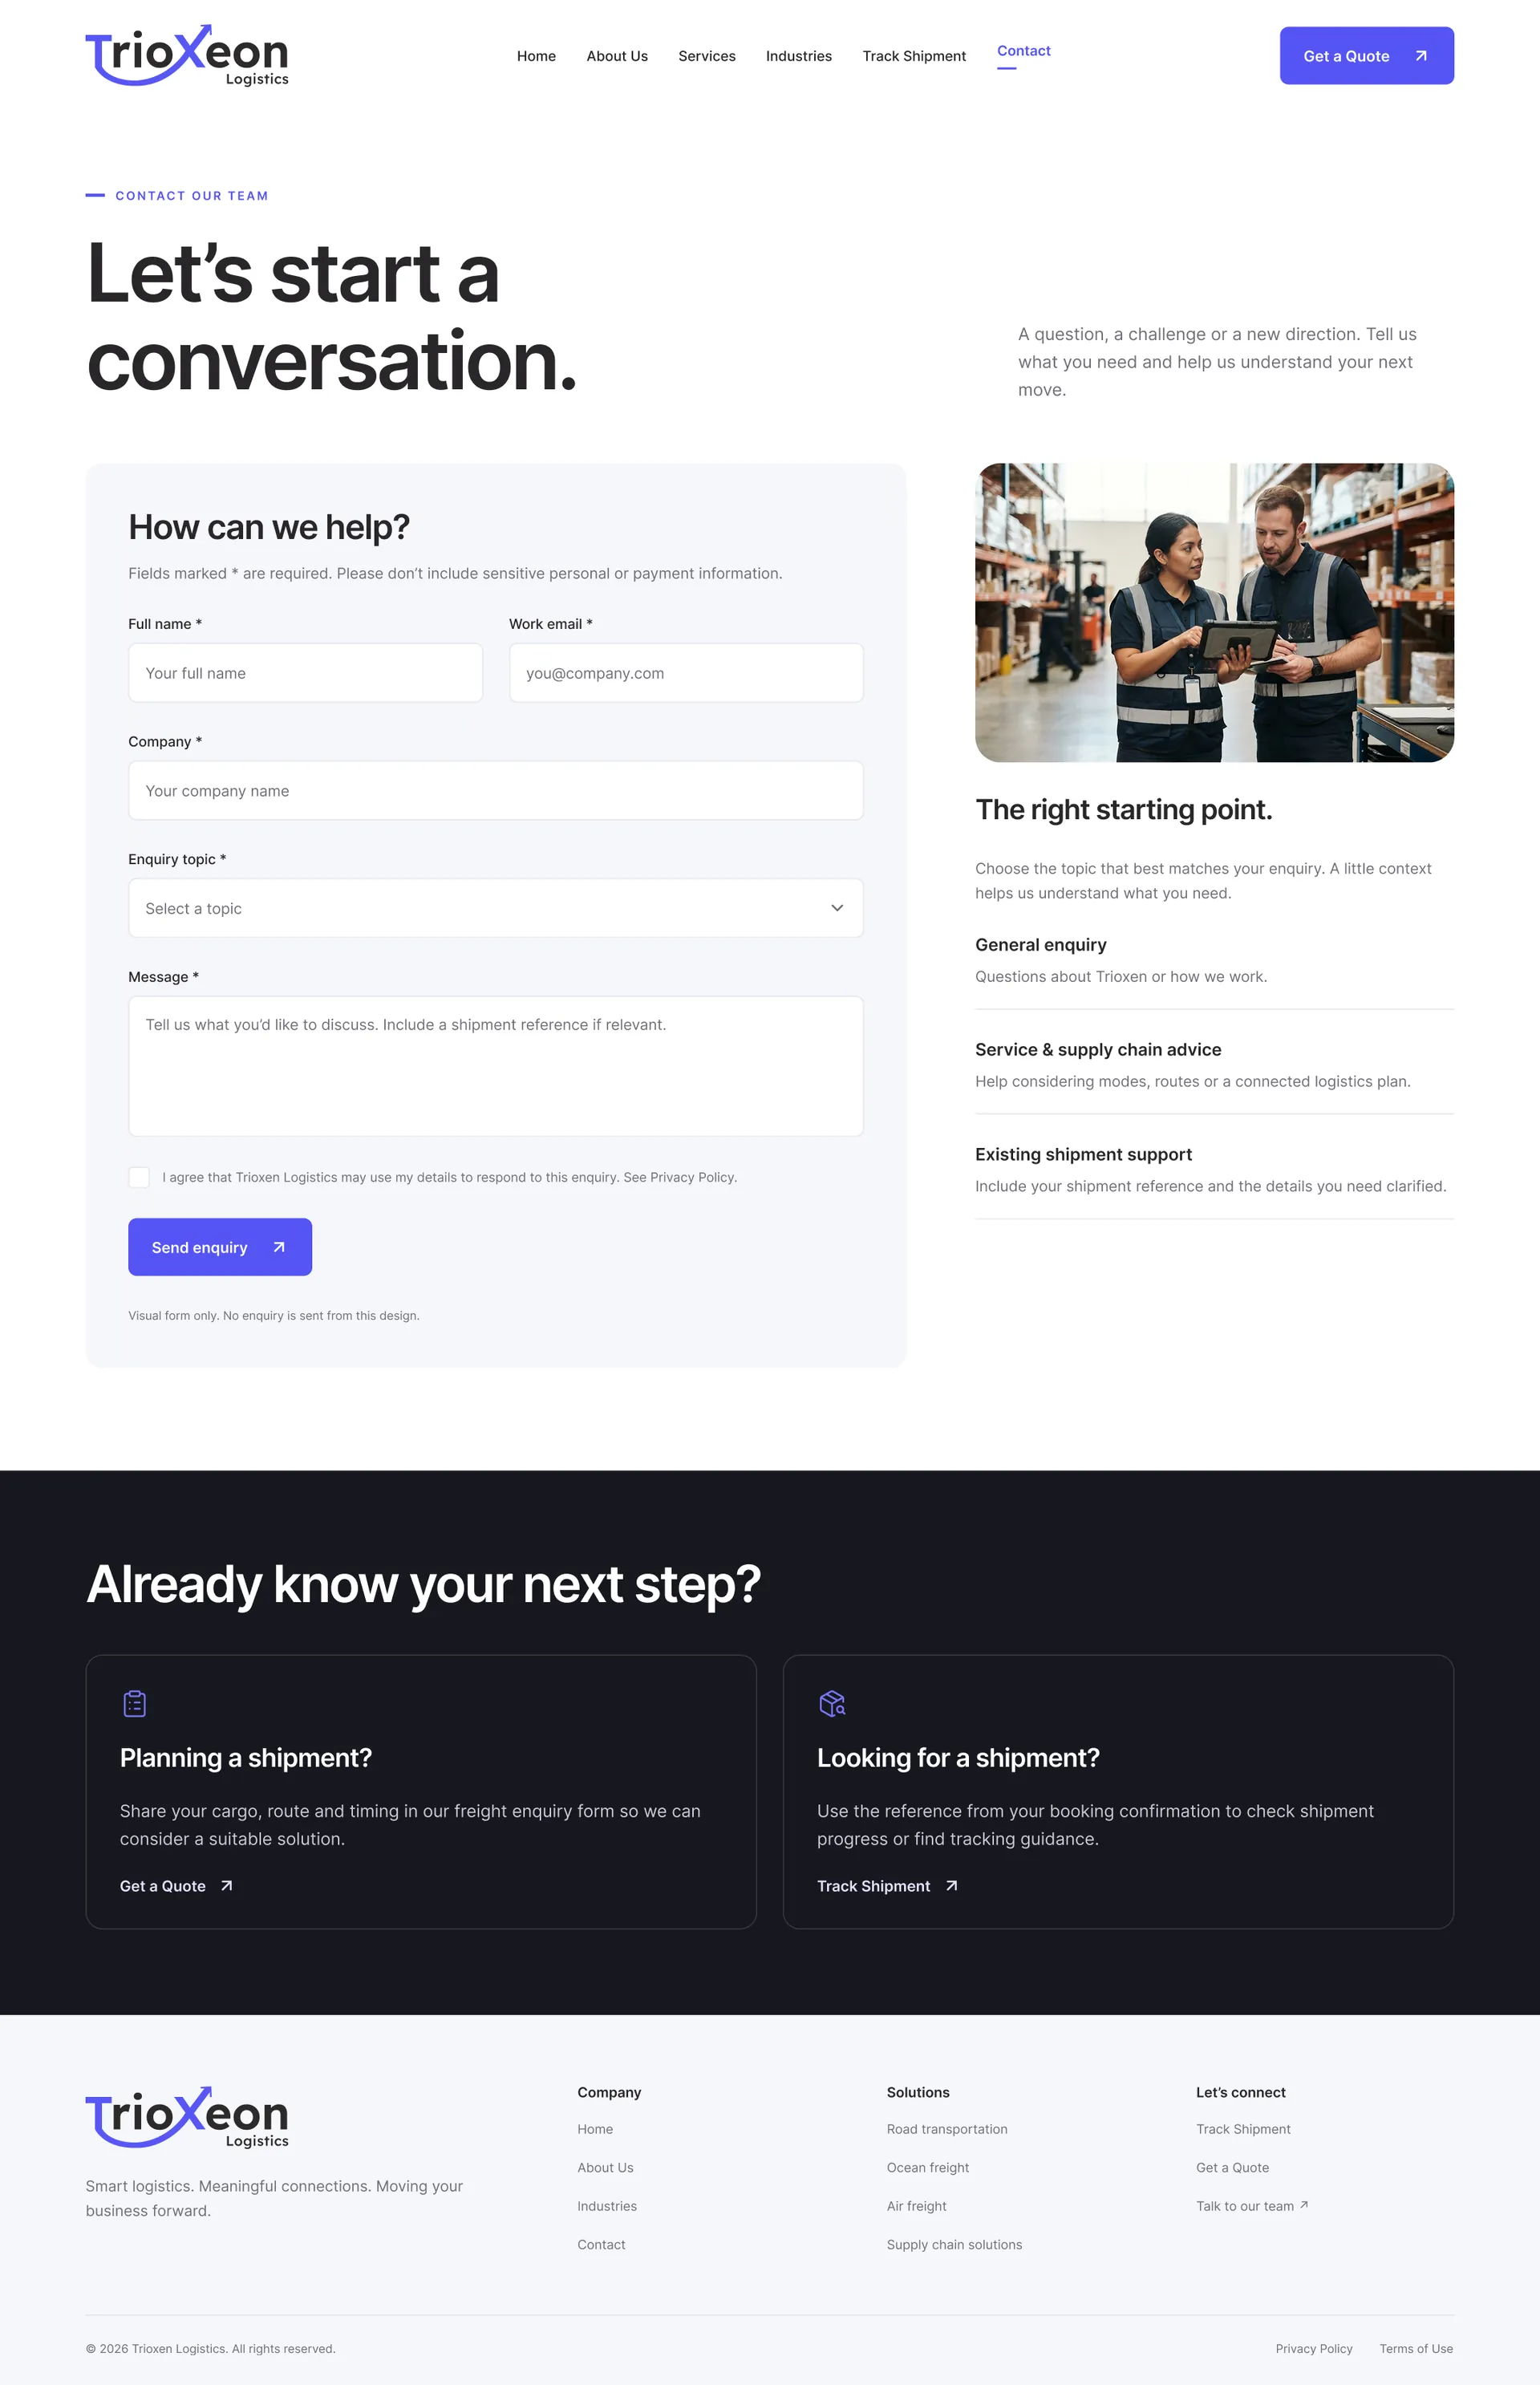 TrioXeon
Logistics
Home About Us Services Industries Track Shipment Contact
Get a Quote
CONTACT OUR TEAM
Let’s start a
conversation.
A question, a challenge or a new direction. Tell us
what you need and help us understand your next
move.
How can we help?
Fields marked * are required. Please don’t include sensitive personal or payment information.
Full name * Work email *
Your full name you@company.com
Company *
Your company name
Enquiry topic *
Select a topic
Message *
Tell us what you’d like to discuss. Include a shipment reference if relevant.
I agree that Trioxen Logistics may use my details to respond to this enquiry. See Privacy Policy.
Send enquiry
Visual form only. No enquiry is sent from this design.
The right starting point.
Choose the topic that best matches your enquiry. A little context
helps us understand what you need.
General enquiry
Questions about Trioxen or how we work.
Service & supply chain advice
Help considering modes, routes or a connected logistics plan.
Existing shipment support
Include your shipment reference and the details you need clarified.
Already know your next step?
Planning a shipment?
Share your cargo, route and timing in our freight enquiry form so we can
consider a suitable solution.
Get a Quote
Looking for a shipment?
Use the reference from your booking confirmation to check shipment
progress or find tracking guidance.
Track Shipment
TrioXeon
Logistics
Smart logistics. Meaningful connections. Moving your
business forward.
Company
Home
About Us
Industries
Contact
Solutions
Road transportation
Ocean freight
Air freight
Supply chain solutions
Let’s connect
Track Shipment
Get a Quote
Talk to our team ↗
© 2026 Trioxen Logistics. All rights reserved.
Privacy Policy Terms of Use